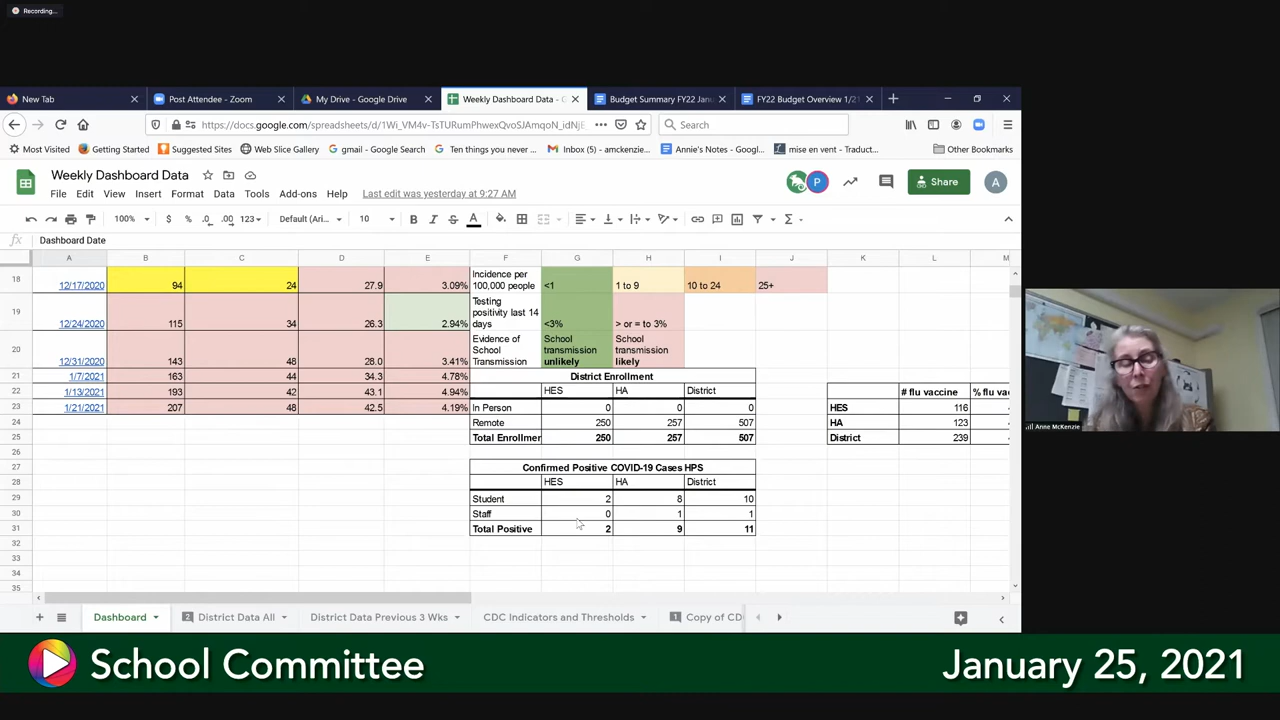 Recording...
New Tab
Post Attendee - Zoom
My Drive - Google Drive
Weekly Dashboard Data - G
Budget Summary FY22 Janu
FY22 Budget Overview 1/21
https://docs.google.com/spreadsheets/d/1Wi_VM4v-TsTURumPhwexQvoSJAmqoN_idNjE
Search
Most Visited
Getting Started
Suggested Sites
Web Slice Gallery
gmail - Google Search
Ten things you never ...
Inbox (5) - amckenzie...
Annie's Notes - Googl...
mise en vent - Traduct...
Other Bookmarks
Weekly Dashboard Data
File Edit View Insert Format Data Tools Add-ons Help Last edit was yesterday at 9:27 AM
P
Share
A
100% $ % .0 .00 123 Default (Ari... 10 B I S A
fx Dashboard Date
A B C D E F G H I J K L M
18 12/17/2020 94 24 27.9 3.09% Incidence per 100,000 people <1 1 to 9 10 to 24 25+
19 12/24/2020 115 34 26.3 2.94% Testing positivity last 14 days <3% > or = to 3%
20 12/31/2020 143 48 28.0 3.41% Evidence of School Transmission School transmission unlikely School transmission likely
21 1/7/2021 163 44 34.3 4.78% District Enrollment
22 1/13/2021 193 42 43.1 4.94% HES HA District # flu vaccine % flu va
23 1/21/2021 207 48 42.5 4.19% In Person 0 0 0 HES 116
24 Remote 250 257 507 HA 123
25 Total Enrollmer 250 257 507 District 239
26
27 Confirmed Positive COVID-19 Cases HPS
28 HES HA District
29 Student 2 8 10
30 Staff 0 1 1
31 Total Positive 2 9 11
32
33
34
35
Anne McKenzie
Dashboard
2 District Data All
District Data Previous 3 Wks
CDC Indicators and Thresholds
1 Copy of CD
School Committee
January 25, 2021